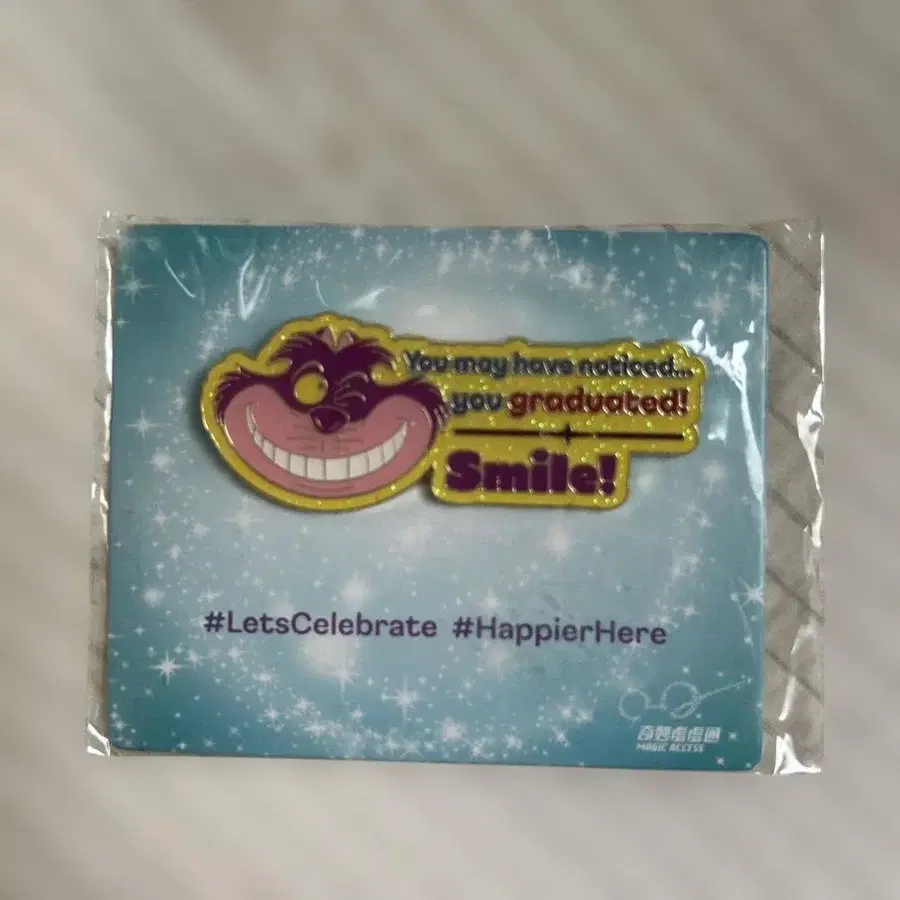 You may have noticed...
you graduated!
Smile!
#LetsCelebrate #HappierHere
奇妙處處通
MAGIC ACCESS